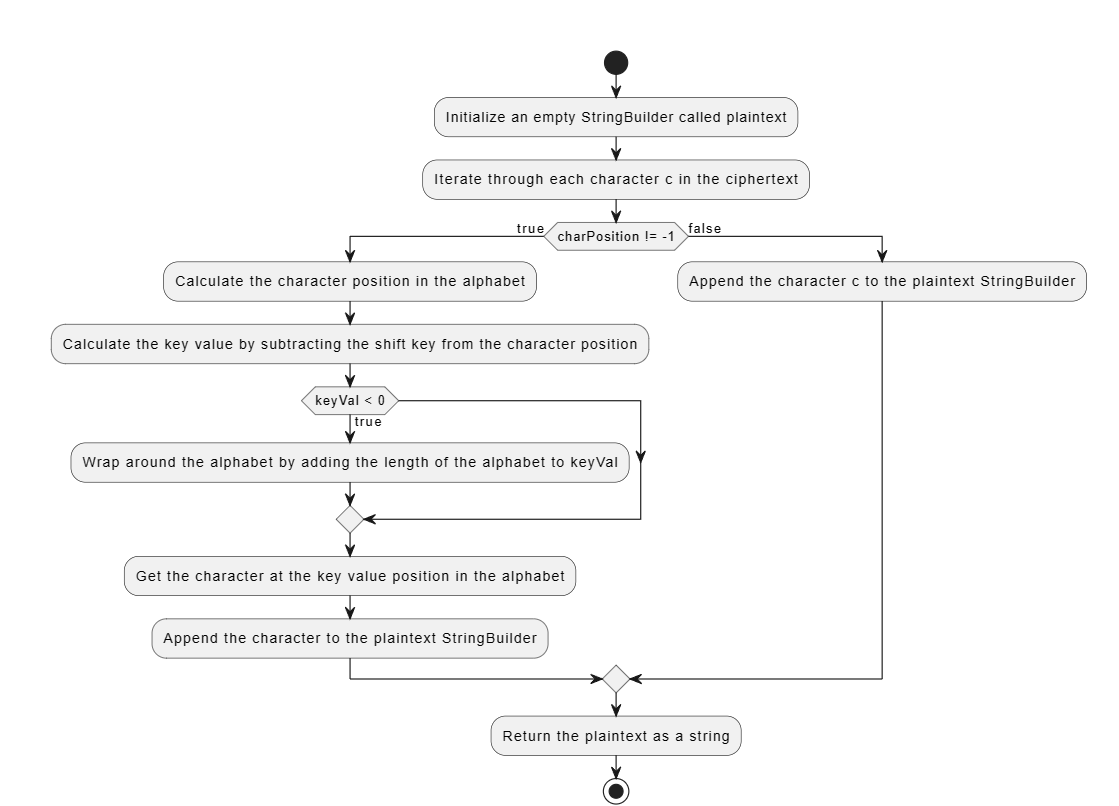 Initialize an empty StringBuilder called plaintext
Iterate through each character c in the ciphertext
true
charPosition != -1
false
Calculate the character position in the alphabet
Append the character c to the plaintext StringBuilder
Calculate the key value by subtracting the shift key from the character position
keyVal < 0
true
Wrap around the alphabet by adding the length of the alphabet to keyVal
Get the character at the key value position in the alphabet
Append the character to the plaintext StringBuilder
Return the plaintext as a string